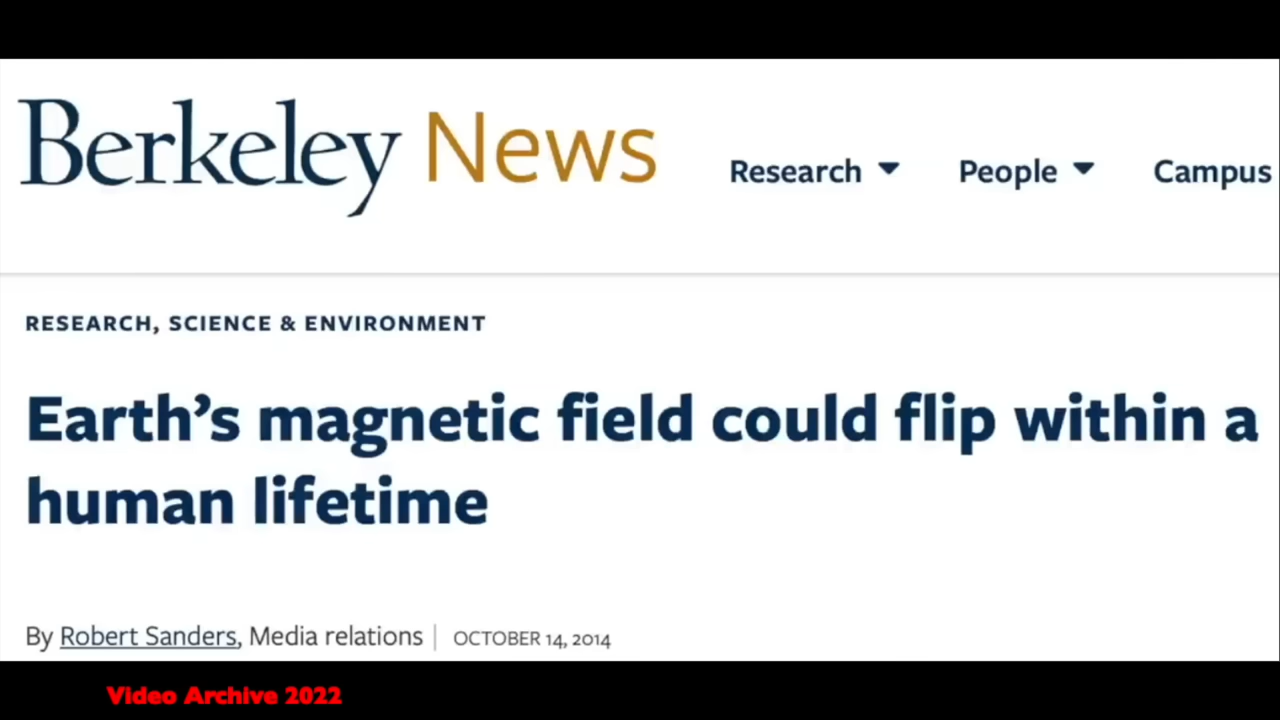 Berkeley News Research People Campus
RESEARCH, SCIENCE & ENVIRONMENT
Earth's magnetic field could flip within a
human lifetime
By Robert Sanders, Media relations | OCTOBER 14, 2014
Video Archive 2022